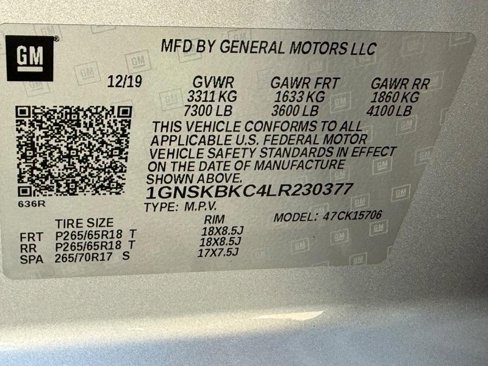 GM
MFD BY GENERAL MOTORS LLC
12/19 GVWR GAWR FRT GAWR RR
3311 KG 1633 KG 1860 KG
7300 LB 3600 LB 4100 LB
THIS VEHICLE CONFORMS TO ALL
APPLICABLE U.S. FEDERAL MOTOR
VEHICLE SAFETY STANDARDS IN EFFECT
ON THE DATE OF MANUFACTURE
SHOWN ABOVE.
1GNSKBKC4LR230377
636R
TYPE: M.P.V. MODEL: 47CK15706
TIRE SIZE RIM
FRT P265/65R18 T 18X8.5J
RR P265/65R18 T 18X8.5J
SPA 265/70R17 S 17X7.5J